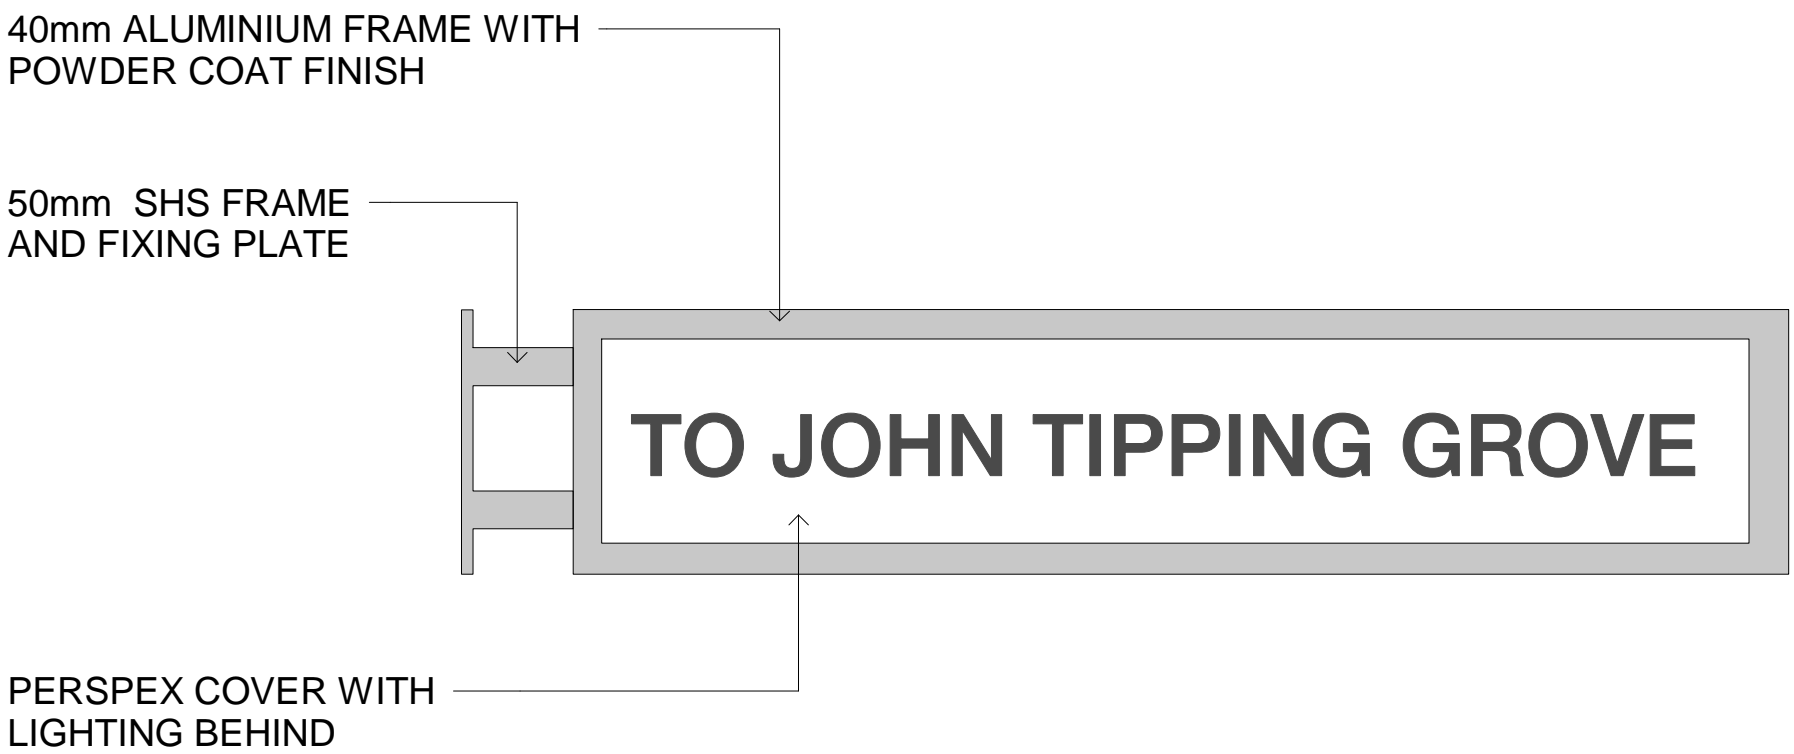 40mm ALUMINIUM FRAME WITH
POWDER COAT FINISH
50mm  SHS FRAME
AND FIXING PLATE
TO JOHN TIPPING GROVE
PERSPEX COVER WITH
LIGHTING BEHIND